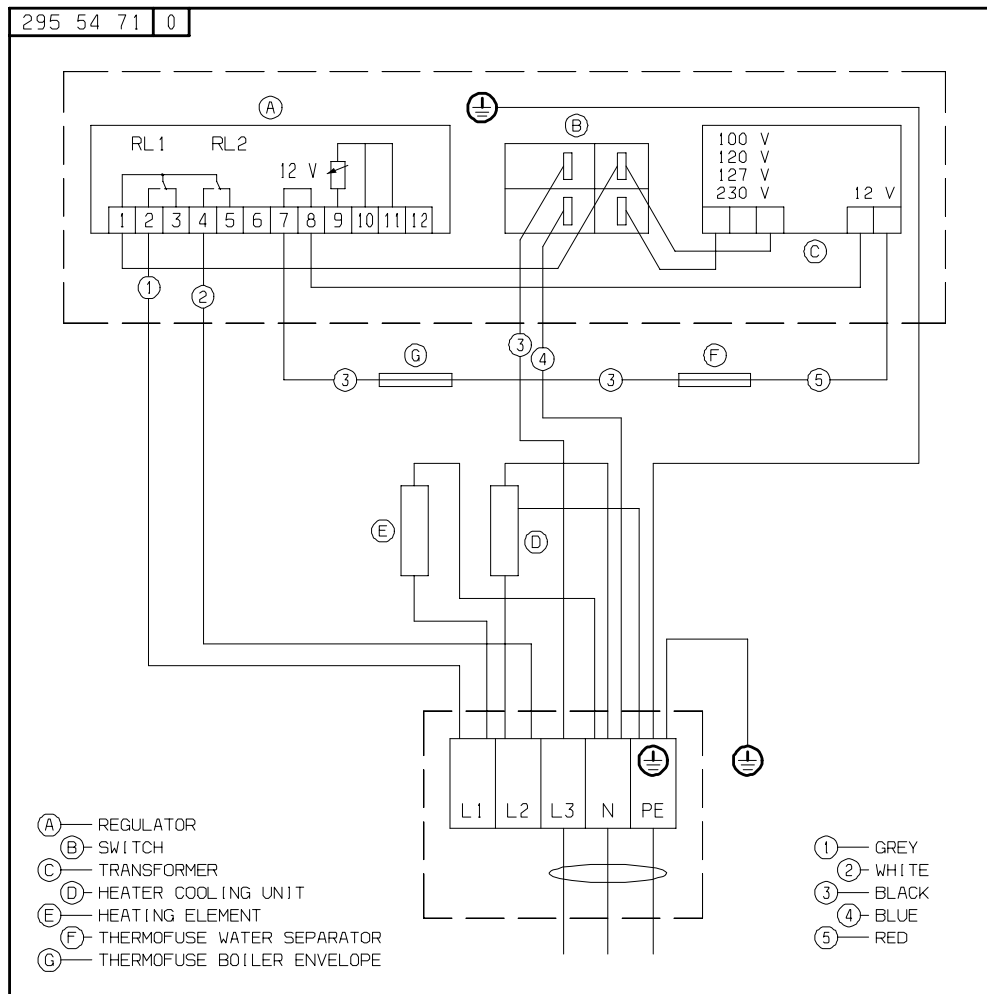 295 54 71 0
A
RL1 RL2
12 V
1 2 3 4 5 6 7 8 9 10 11 12
B
100 V
120 V
127 V
230 V
12 V
C
1
2
3
4
3
G
3
F
5
E
D
L1 L2 L3 N PE
A REGULATOR
B SWITCH
C TRANSFORMER
D HEATER COOLING UNIT
E HEATING ELEMENT
F THERMOFUSE WATER SEPARATOR
G THERMOFUSE BOILER ENVELOPE
1 GREY
2 WHITE
3 BLACK
4 BLUE
5 RED